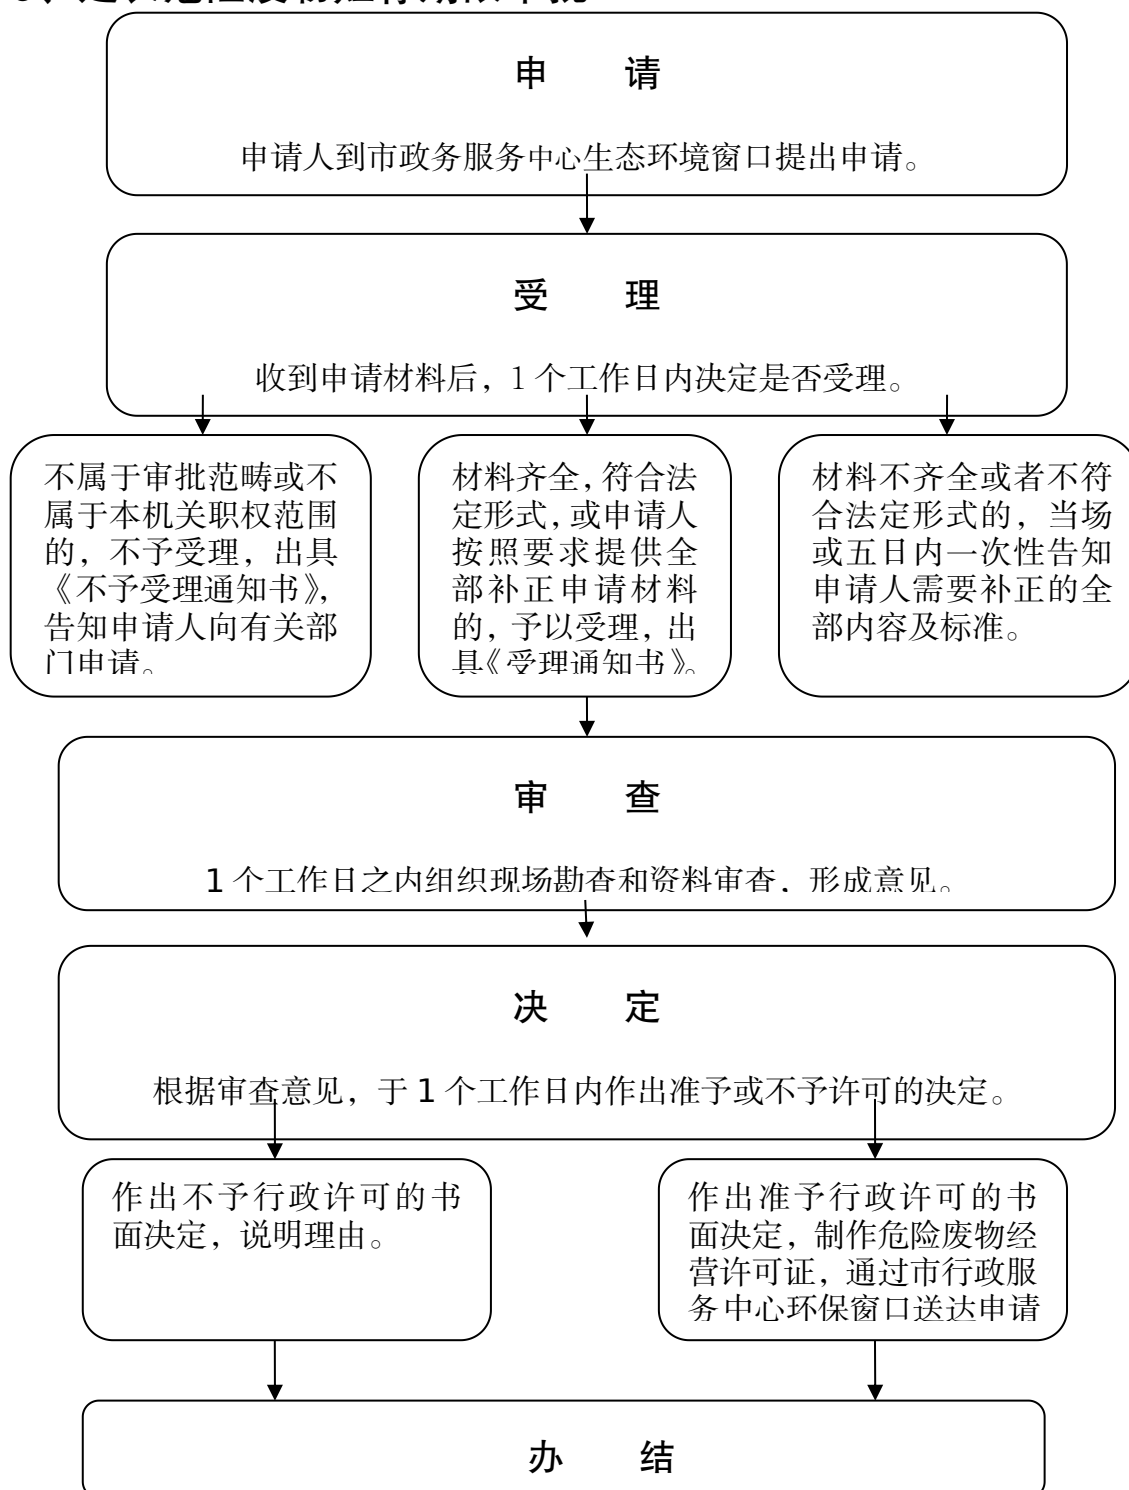 申 请
申请人到市政务服务中心生态环境窗口提出申请。
受 理
收到申请材料后，1 个工作日内决定是否受理。
不属于审批范畴或不
属于本机关职权范围
的，不予受理，出具
《不予受理通知书》，
告知申请人向有关部
门申请。
材料齐全，符合法
定形式，或申请人
按照要求提供全
部补正申请材料
的，予以受理，出
具《受理通知书》。
材料不齐全或者不符
合法定形式的，当场
或五日内一次性告知
申请人需要补正的全
部内容及标准。
审 查
1 个工作日之内组织现场勘查和资料审查，形成意见。
决 定
根据审查意见，于 1 个工作日内作出准予或不予许可的决定。
作出不予行政许可的书
面决定，说明理由。
作出准予行政许可的书
面决定，制作危险废物经
营许可证，通过市行政服
务中心环保窗口送达申请
办 结